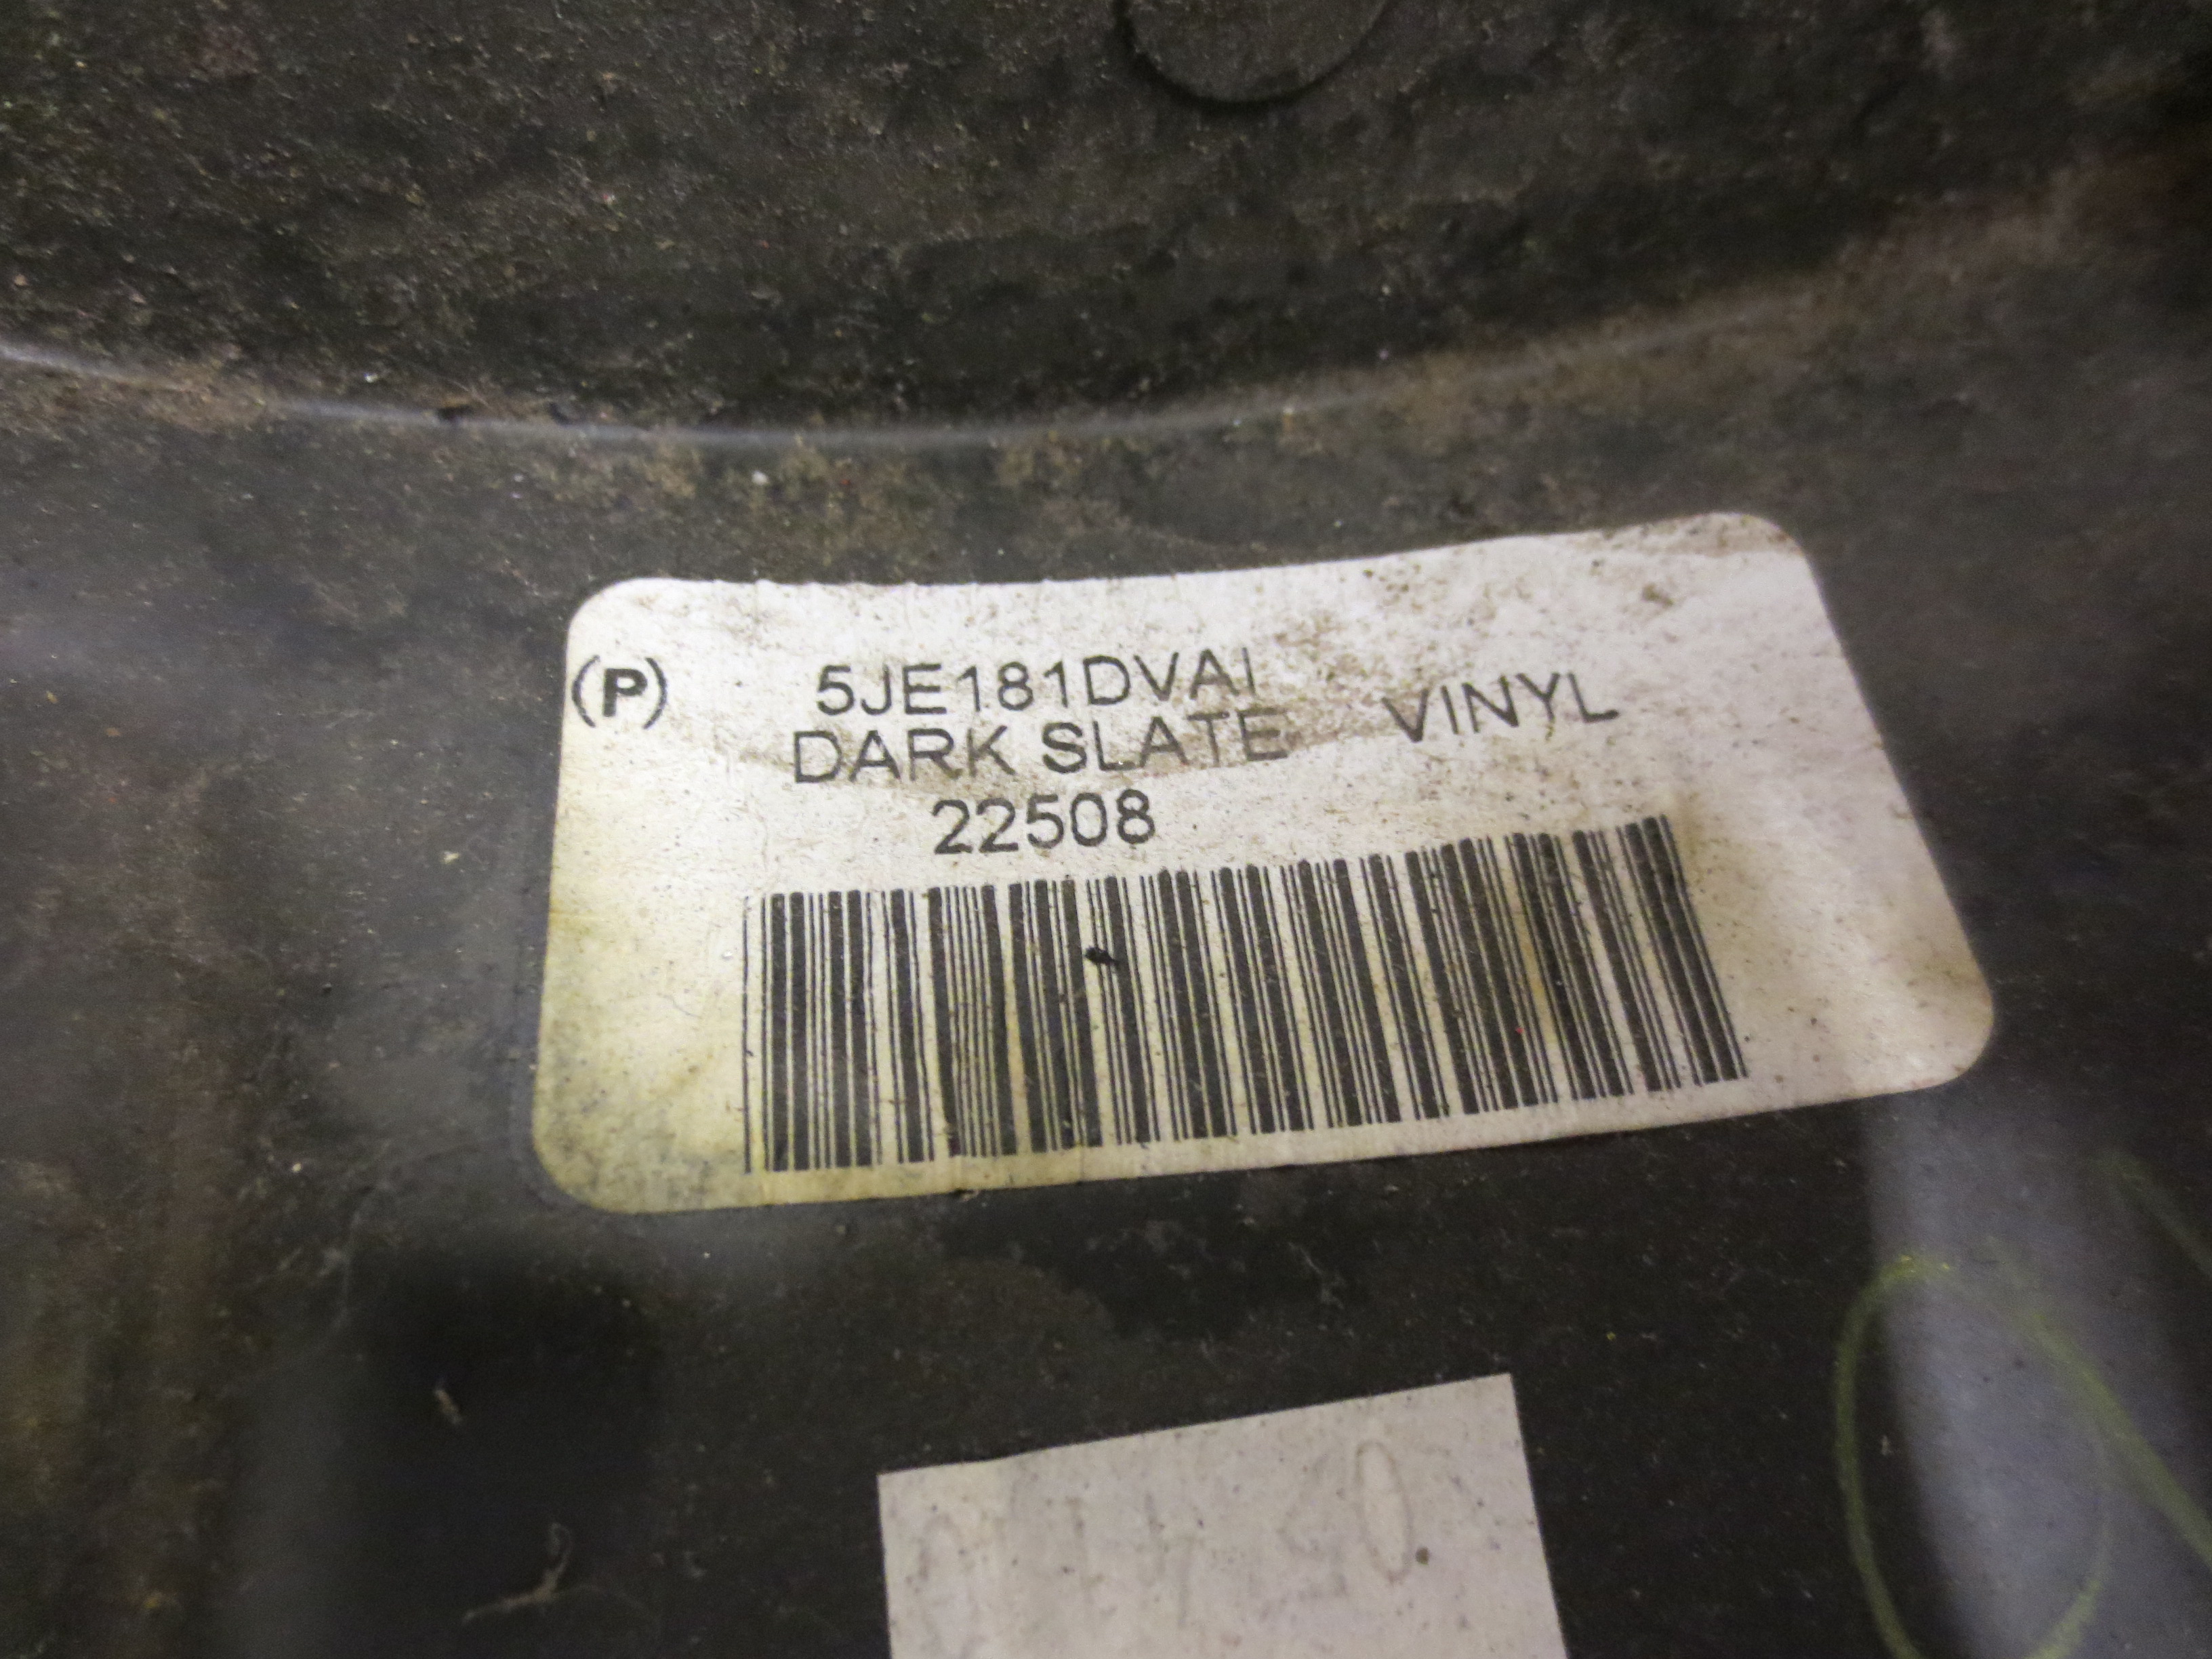 (P) 5JE181DVAI
DARK SLATE VINYL
22508